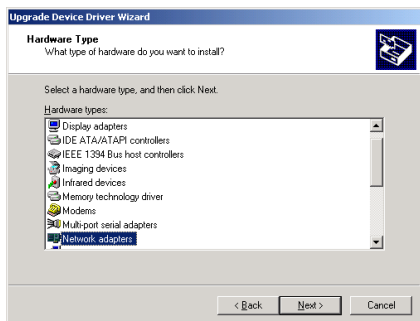 Upgrade Device Driver Wizard
Hardware Type
What type of hardware do you want to install?
Select a hardware type, and then click Next.
Hardware types:
Display adapters
IDE ATA/ATAPI controllers
IEEE 1394 Bus host controllers
Imaging devices
Infrared devices
Memory technology driver
Modems
Multi-port serial adapters
Network adapters
< Back
Next >
Cancel